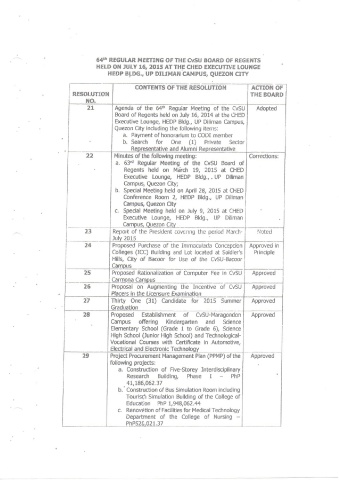 64th REGULAR MEETING OF THE CvSU BOARD OF REGENTS
HELD ON JULY 16, 2015 AT THE CHED EXECUTIVE LOUNGE
HEDP BLDG., UP DILIMAN CAMPUS, QUEZON CITY
RESOLUTION NO.
CONTENTS OF THE RESOLUTION
ACTION OF THE BOARD
21
Agenda of the 64th Regular Meeting of the CvSU
Board of Regents held on July 16, 2014 at the CHED
Executive Lounge, HEDP Bldg., UP Diliman Campus,
Quezon City including the following items:
a. Payment of honorarium to COOI member
b. Search for One (1) Private Sector
Representative and Alumni Representative
Adopted
22
Minutes of the following meeting:
a. 63rd Regular Meeting of the CvSU Board of
Regents held on March 19, 2015 at CHED
Executive Lounge, HEDP Bldg., UP Diliman
Campus, Quezon City;
b. Special Meeting held on April 28, 2015 at CHED
Conference Room 2, HEDP Bldg., UP Diliman
Campus, Quezon City
c. Special Meeting held on July 9, 2015 at CHED
Executive Lounge, HEDP Bldg., UP Diliman
Campus, Quezon City
23
Report of the President covering the period March-
July 2015
Noted
24
Proposed Purchase of the Immaculada Concepcion
Colleges (ICC) Building and Lot located at Soldier's
Hills, City of Bacoor for Use of the CvSU-Bacoor
Campus
Approved in
Principle
25
Proposed Rationalization of Computer Fee in CvSU
Carmona Campus
Approved
26
Proposal on Augmenting the Incentive of CvSU
Placers in the Licensure Examination
Approved
27
Thirty One (31) Candidate for 2015 Summer
Graduation
Approved
28
Proposed Establishment of CvSU-Maragondon
Campus offering Kindergarten and Science
Elementary School (Grade 1 to Grade 6), Science
High School (Junior High School) and Technological-
Vocational Courses with Certificate in Automotive,
Electrical and Electronic Technology
Approved
29
Project Procurement Management Plan (PPMP) of the
following projects:
a. Construction of Five-Storey Interdisciplinary
Research Building, Phase I – PhP
41,188,062.37
b. Construction of Bus Simulation Room including
Tourist's Simulation Building of the College of
Education PhP 1,948,062.44
c. Renovation of Facilities for Medical Technology
Department of the College of Nursing –
PhP525,021.37
Approved